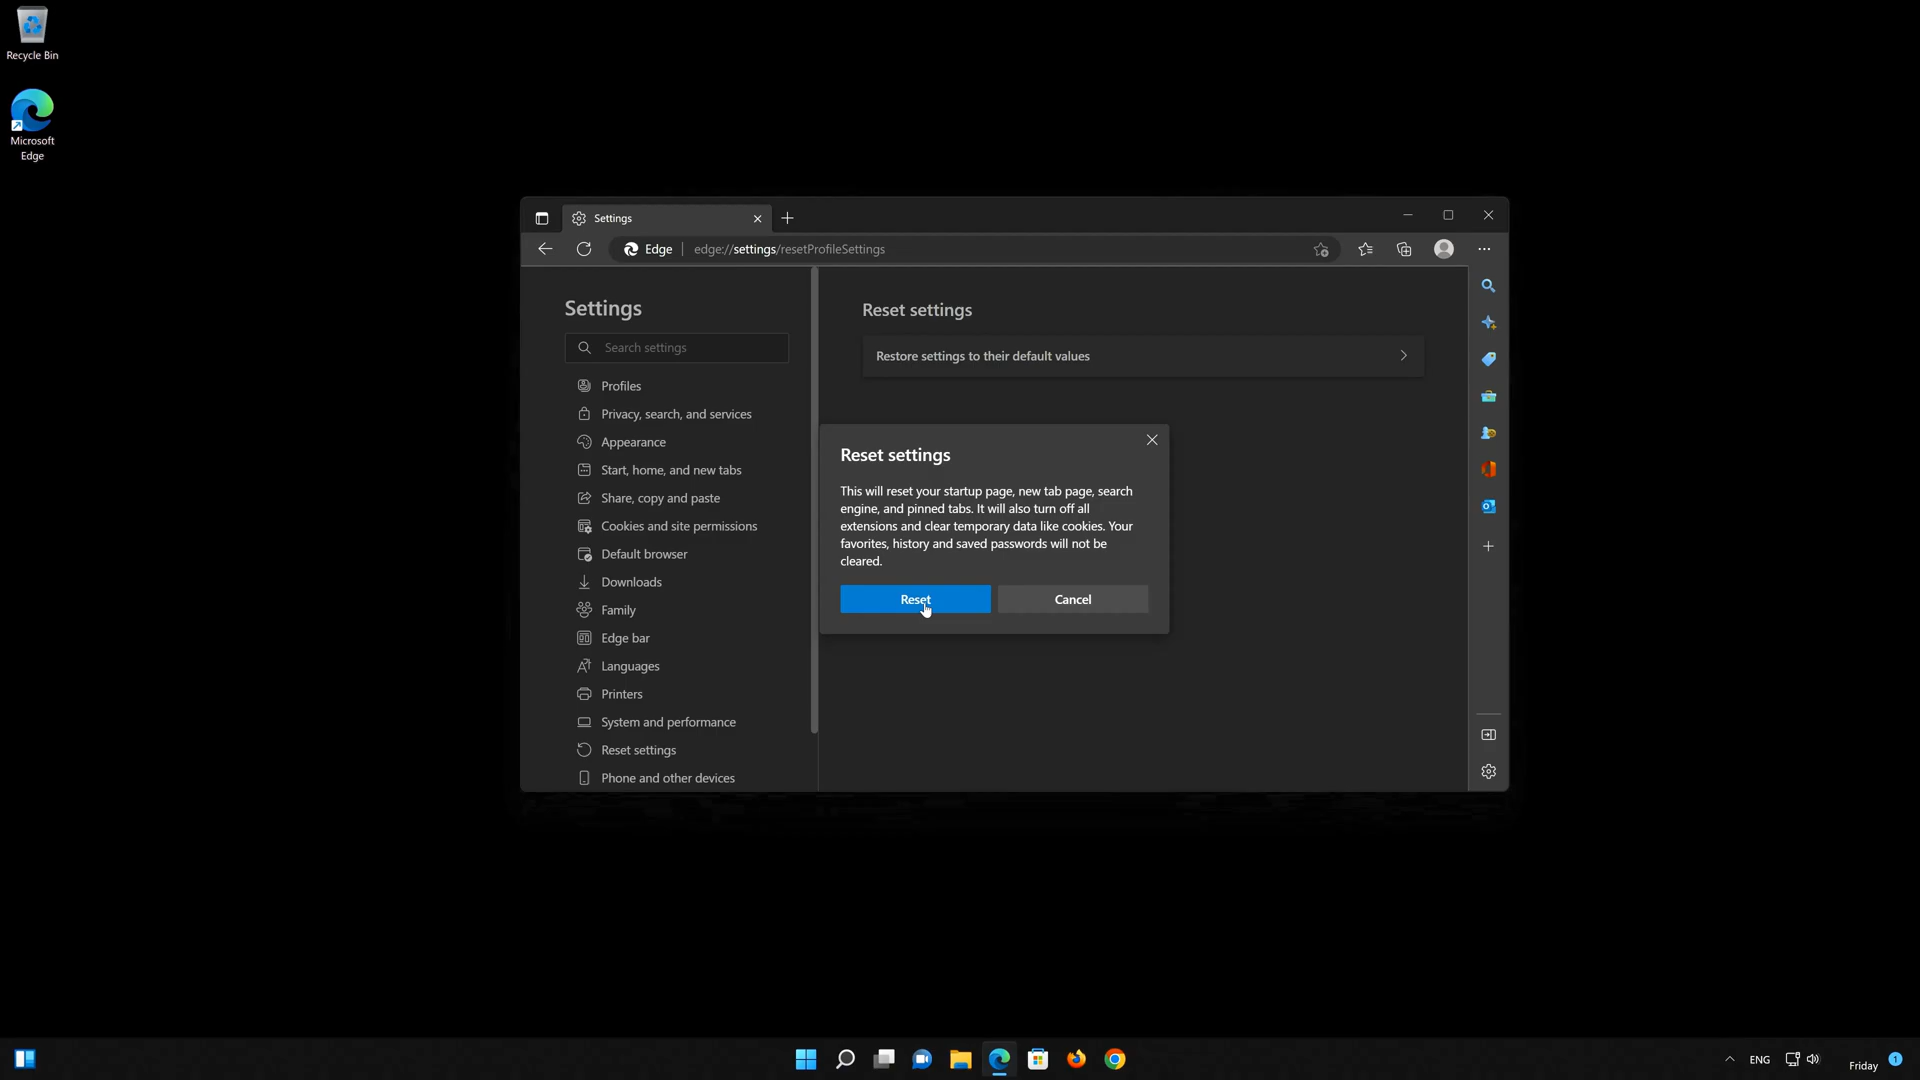 Recycle Bin
Microsoft
Edge
Settings
Edge
edge://settings/resetProfileSettings
Settings
Search settings
Profiles
Privacy, search, and services
Appearance
Start, home, and new tabs
Share, copy and paste
Cookies and site permissions
Default browser
Downloads
Family
Edge bar
Languages
Printers
System and performance
Reset settings
Phone and other devices
Reset settings
Restore settings to their default values
Reset settings
This will reset your startup page, new tab page, search
engine, and pinned tabs. It will also turn off all
extensions and clear temporary data like cookies. Your
favorites, history and saved passwords will not be
cleared.
Reset
Cancel
ENG
Friday
1